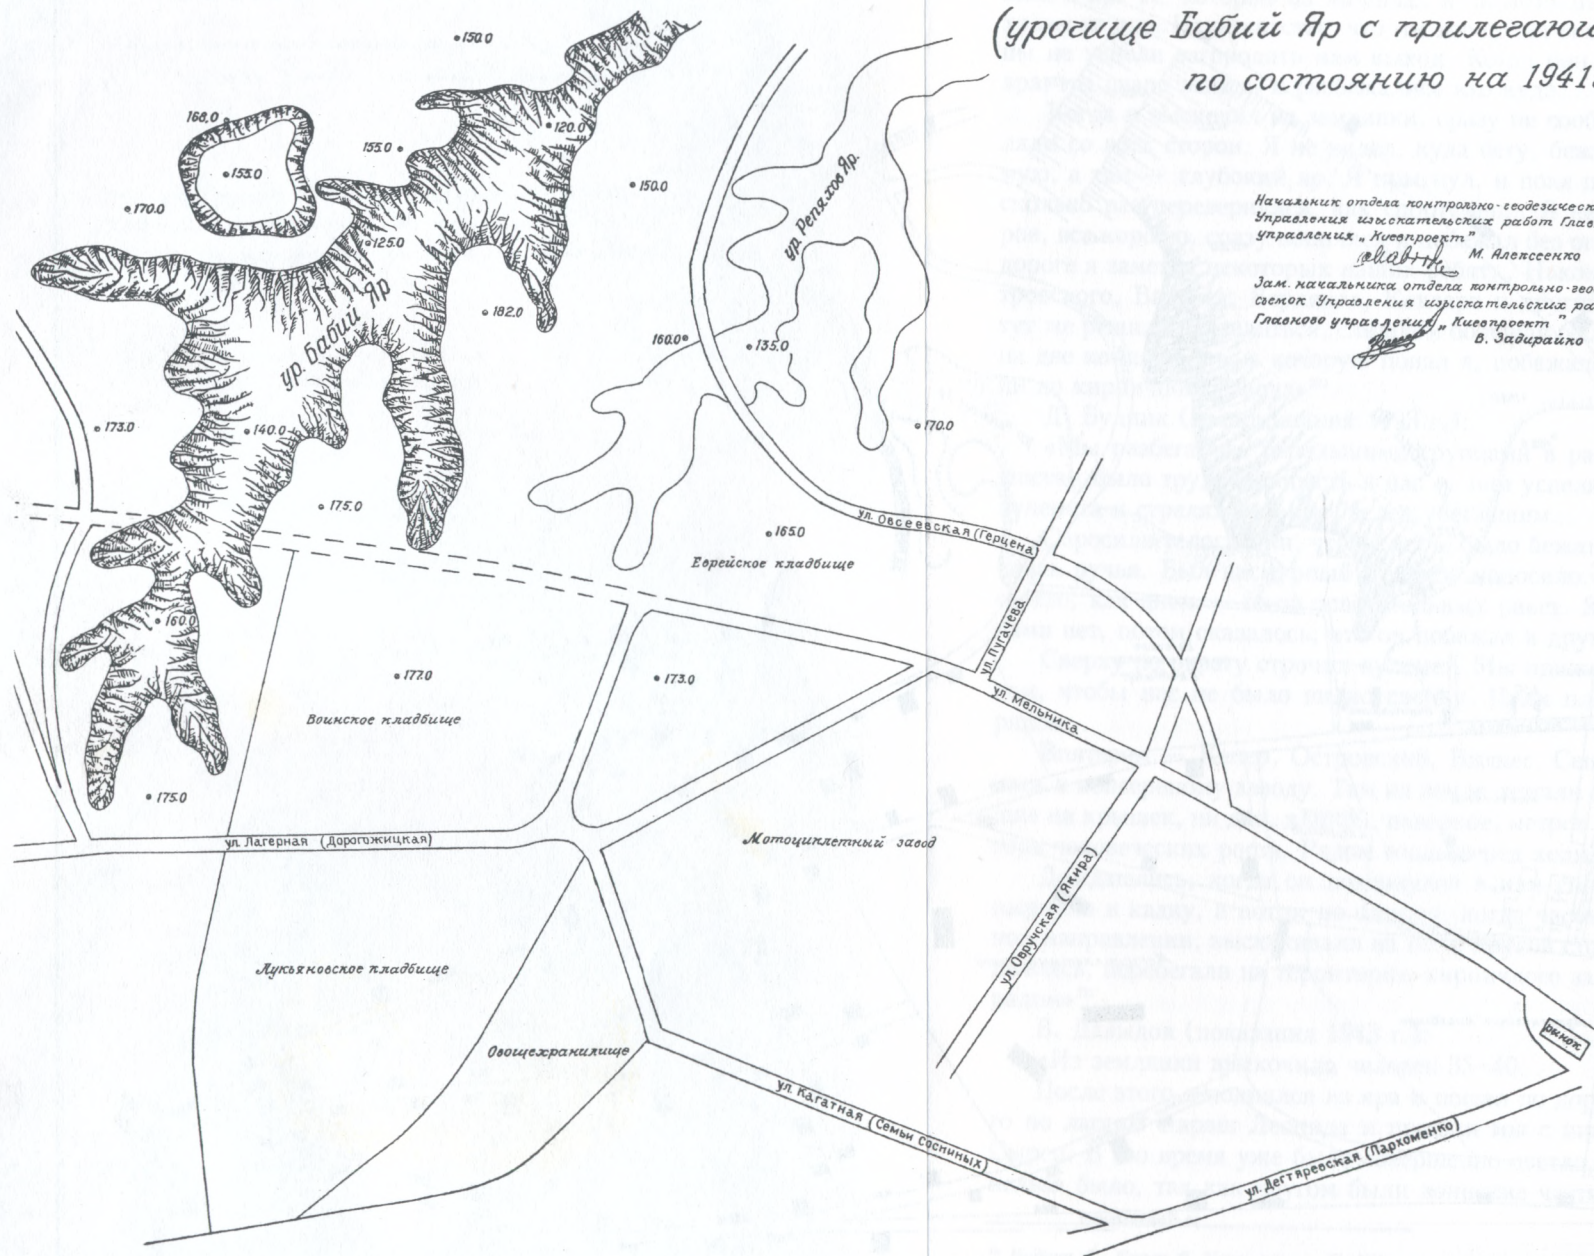 (урочище Бабий Яр с прилегающ
по состоянию на 1941
Начальник отдела контрольно-геодезическ
Управления изыскательских работ Глав
управления „Киевпроект"
М. Алексеенко
Зам. начальника отдела контрольно-гео
сьемок Управления изыскательских ра
Главново управления „Киевпроект"
В. Задирайко
150.0
168.0
155.0
120.0
155.0
150.0
170.0
125.0
ур. Репяхов Яр.
182.0
ур. Бабий Яр
160.0
135.0
173.0
140.0
170.0
175.0
ул. Овсеевская (Герцена)
165.0
Еврейское кладбище
160.0
ул. Пугачева
177.0
173.0
ул. Мельника
Воинское кладбище
175.0
ул. Лагерная (Дорогожицкая)
Мотоциклетный завод
ул. Овручская (Якира)
Лукьяновское кладбище
Овощехранилище
рынок
ул. Кагатная (Семьи Сосниных)
ул. Дегтяревская (Пархоменко)